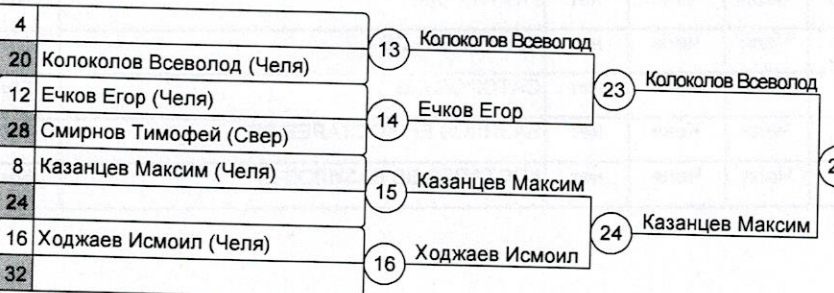 4
20 Колоколов Всеволод (Челя)
12 Ечков Егор (Челя)
28 Смирнов Тимофей (Свер)
8 Казанцев Максим (Челя)
24
16 Ходжаев Исмоил (Челя)
32
13 Колоколов Всеволод
14 Ечков Егор
15 Казанцев Максим
16 Ходжаев Исмоил
23 Колоколов Всеволод
24 Казанцев Максим